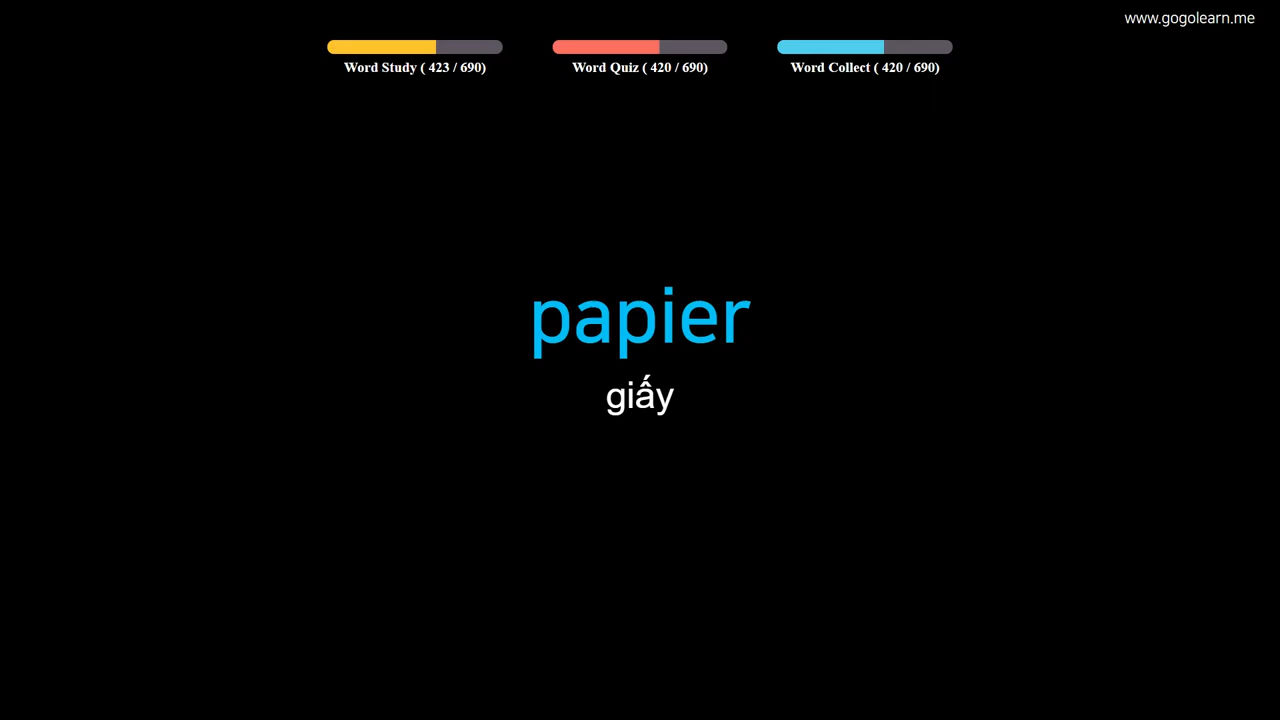 www.gogolearn.me
Word Study ( 423 / 690)
Word Quiz ( 420 / 690)
Word Collect ( 420 / 690)
papier
giấy